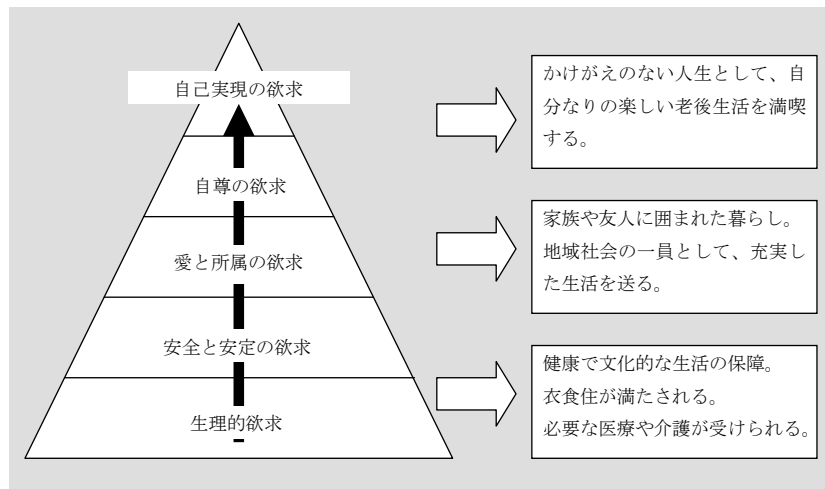 自己実現の欲求
自尊の欲求
愛と所属の欲求
安全と安定の欲求
生理的欲求
かけがえのない人生として、自
分なりの楽しい老後生活を満喫
する。
家族や友人に囲まれた暮らし。
地域社会の一員として、充実し
た生活を送る。
健康で文化的な生活の保障。
衣食住が満たされる。
必要な医療や介護が受けられる。